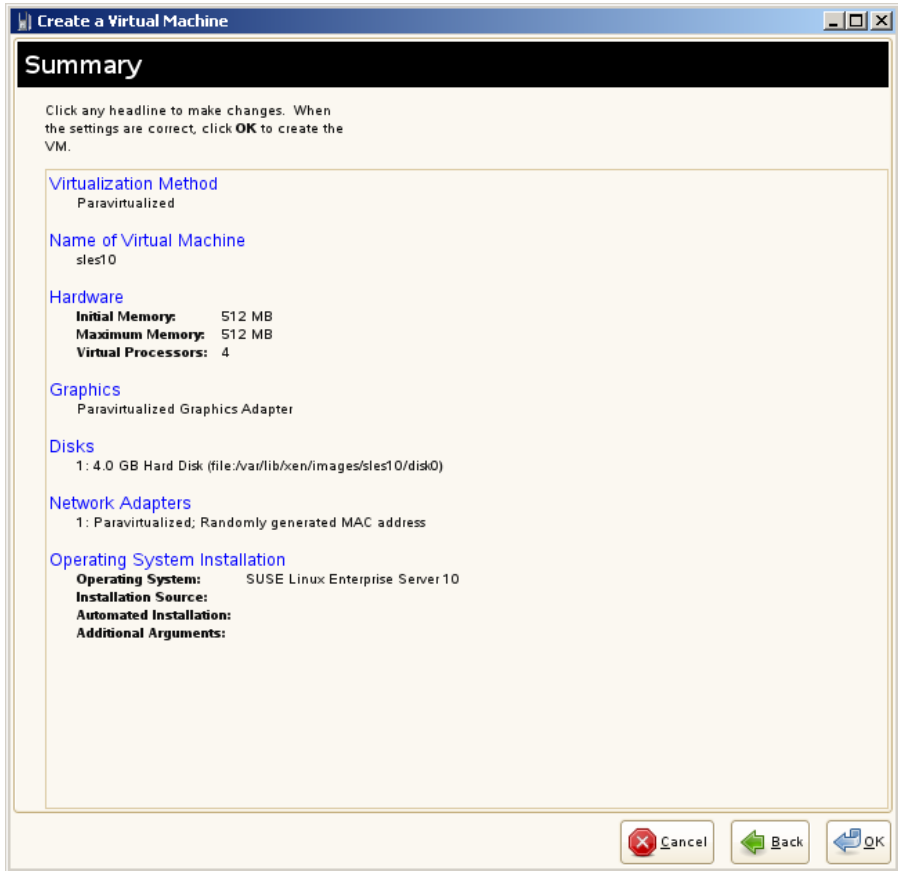 Create a Virtual Machine
Summary
Click any headline to make changes. When
the settings are correct, click OK to create the
VM.
Virtualization Method
Paravirtualized
Name of Virtual Machine
sles10
Hardware
Initial Memory: 512 MB
Maximum Memory: 512 MB
Virtual Processors: 4
Graphics
Paravirtualized Graphics Adapter
Disks
1: 4.0 GB Hard Disk (file:/var/lib/xen/images/sles10/disk0)
Network Adapters
1: Paravirtualized; Randomly generated MAC address
Operating System Installation
Operating System: SUSE Linux Enterprise Server 10
Installation Source:
Automated Installation:
Additional Arguments:
Cancel Back OK